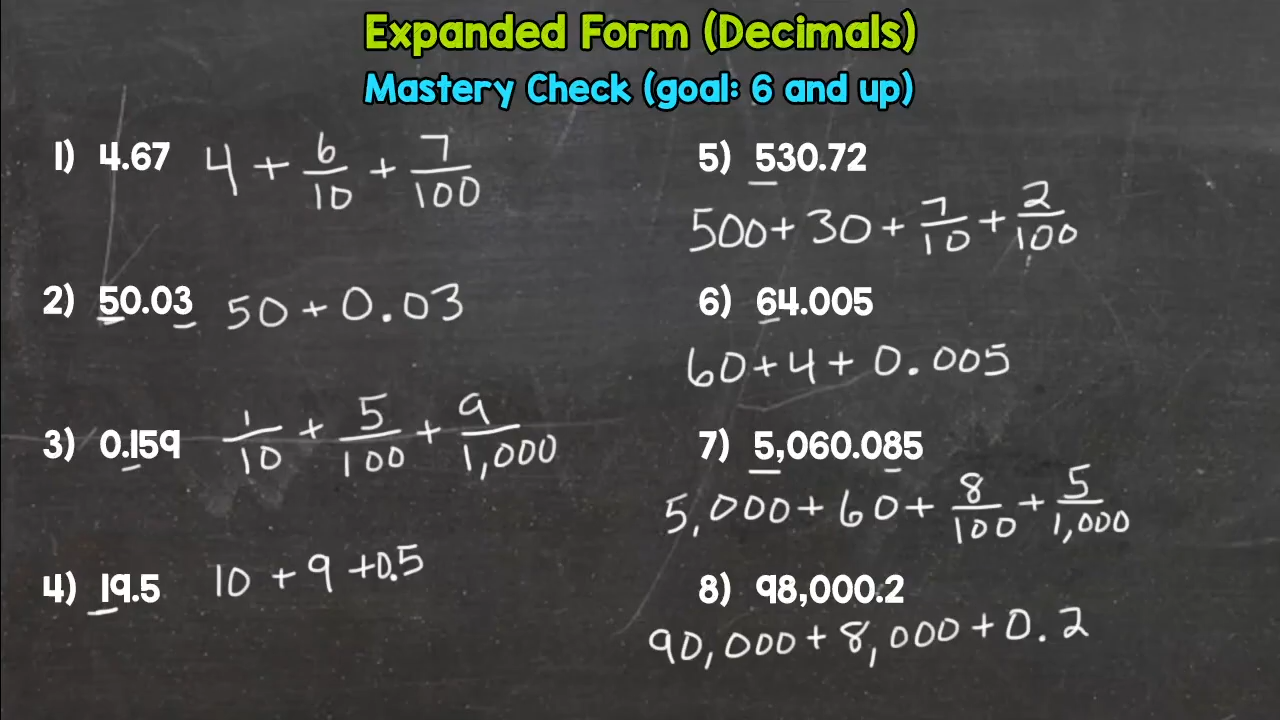 Expanded Form (Decimals)
Mastery Check (goal: 6 and up)
1) 4.67 4 + 6/10 + 7/100
2) 50.03 50 + 0.03
3) 0.159 1/10 + 5/100 + 9/1,000
4) 19.5 10 + 9 + 0.5
5) 530.72
500 + 30 + 7/10 + 2/100
6) 64.005
60 + 4 + 0.005
7) 5,060.085
5,000 + 60 + 8/100 + 5/1,000
8) 98,000.2
90,000 + 8,000 + 0.2